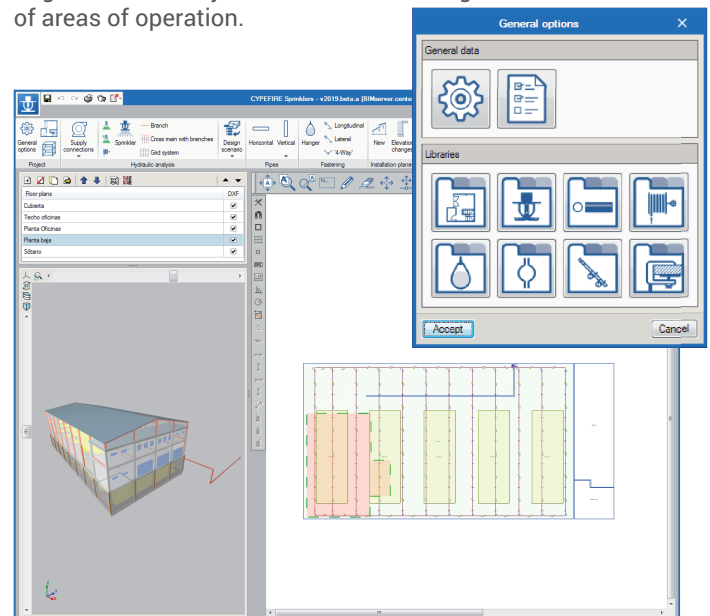 of areas of operation.
General options
General data
Libraries
Accept
Cancel
CYPEFIRE Sprinklers - v2019.beta.a [BIMserver.cente
General options
Supply connections
Sprinkler
Branch
Cross main with branches
Grid system
Design scenario
Horizontal
Vertical
Hanger
Longitudinal
Lateral
'4-Way'
New
Elevation changes
Project
Hydraulic analysis
Pipes
Fastening
Installation plane
Floor plans
DXF
Cubierta
Techo oficinas
Planta Oficinas
Planta baja
Sótano